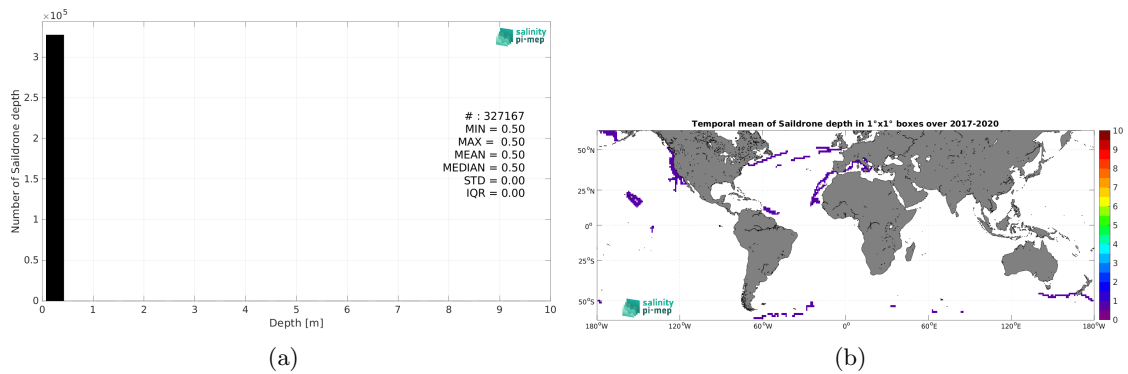 ×10⁵
3
2.5
2
1.5
1
0.5
0
Number of Saildrone depth
0 1 2 3 4 5 6 7 8 9 10
Depth [m]
salinity
pi-mep
# : 327167
MIN = 0.50
MAX = 0.50
MEAN = 0.50
MEDIAN = 0.50
STD = 0.00
IQR = 0.00
(a)
Temporal mean of Saildrone depth in 1°x1° boxes over 2017-2020
50°N
25°N
0°
25°S
50°S
180°W 120°W 60°W 0° 60°E 120°E 180°W
salinity
pi-mep
10
9
8
7
6
5
4
3
2
1
0
(b)